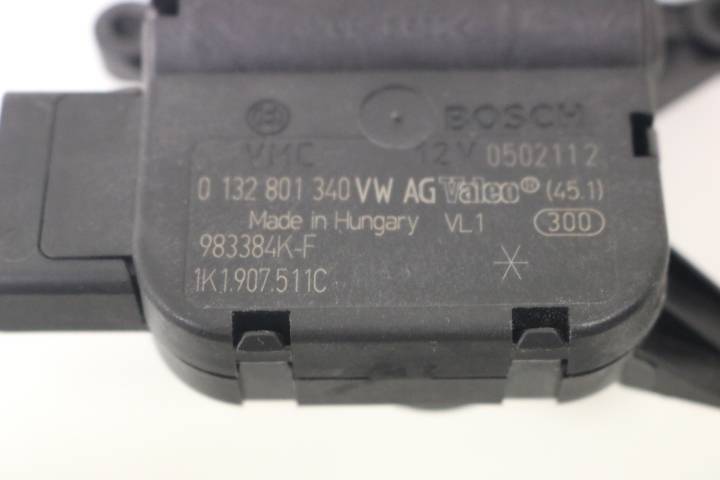 BOSCH
VMC 12V 0502112
0 132 801 340 VW AG Valeo® (45.1)
Made in Hungary VL1 300
983384K-F
1K1.907.511C